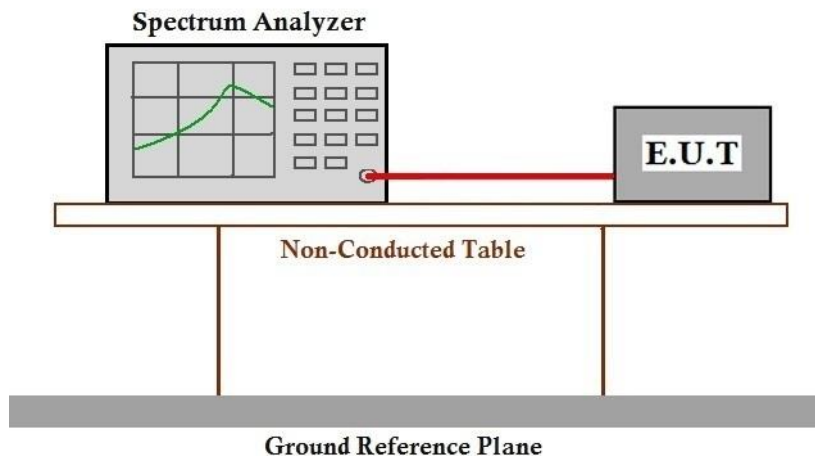 Spectrum Analyzer
E.U.T
Non-Conducted Table
Ground Reference Plane